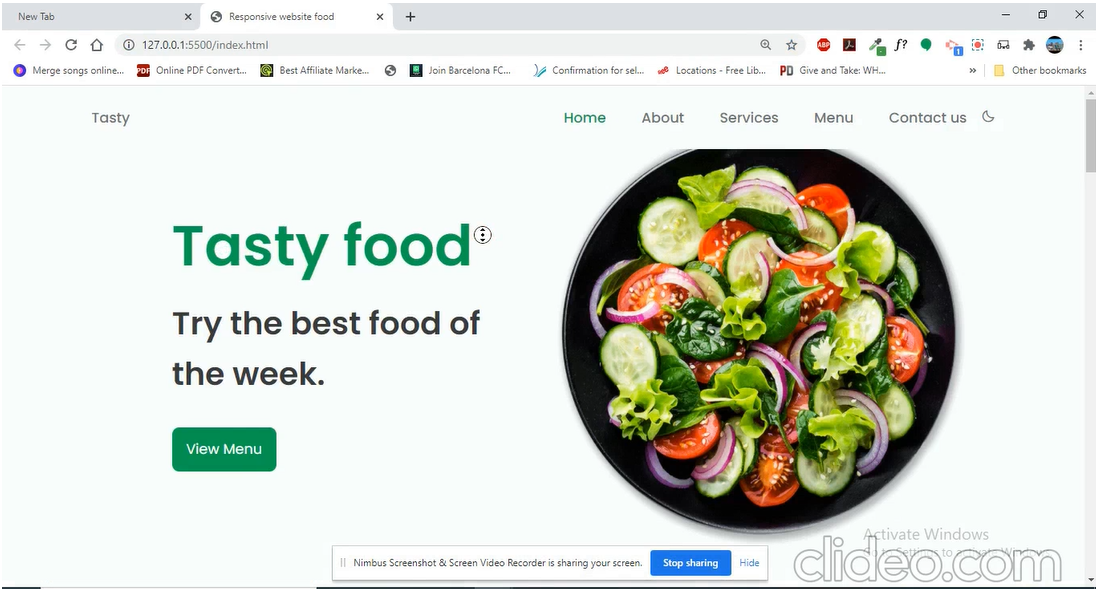 New Tab
Responsive website food
127.0.0.1:5500/index.html
ABP
f?
1
Merge songs online...
PDF
Online PDF Convert...
Best Affiliate Marke...
Join Barcelona FC...
Confirmation for sel...
Locations - Free Lib...
PD
Give and Take: WH...
»
Other bookmarks
Tasty
Home
About
Services
Menu
Contact us
Tasty food
Try the best food of
the week.
View Menu
Activate Windows
Go to Settings to activate Windows.
Nimbus Screenshot & Screen Video Recorder is sharing your screen.
Stop sharing
Hide
clideo.com